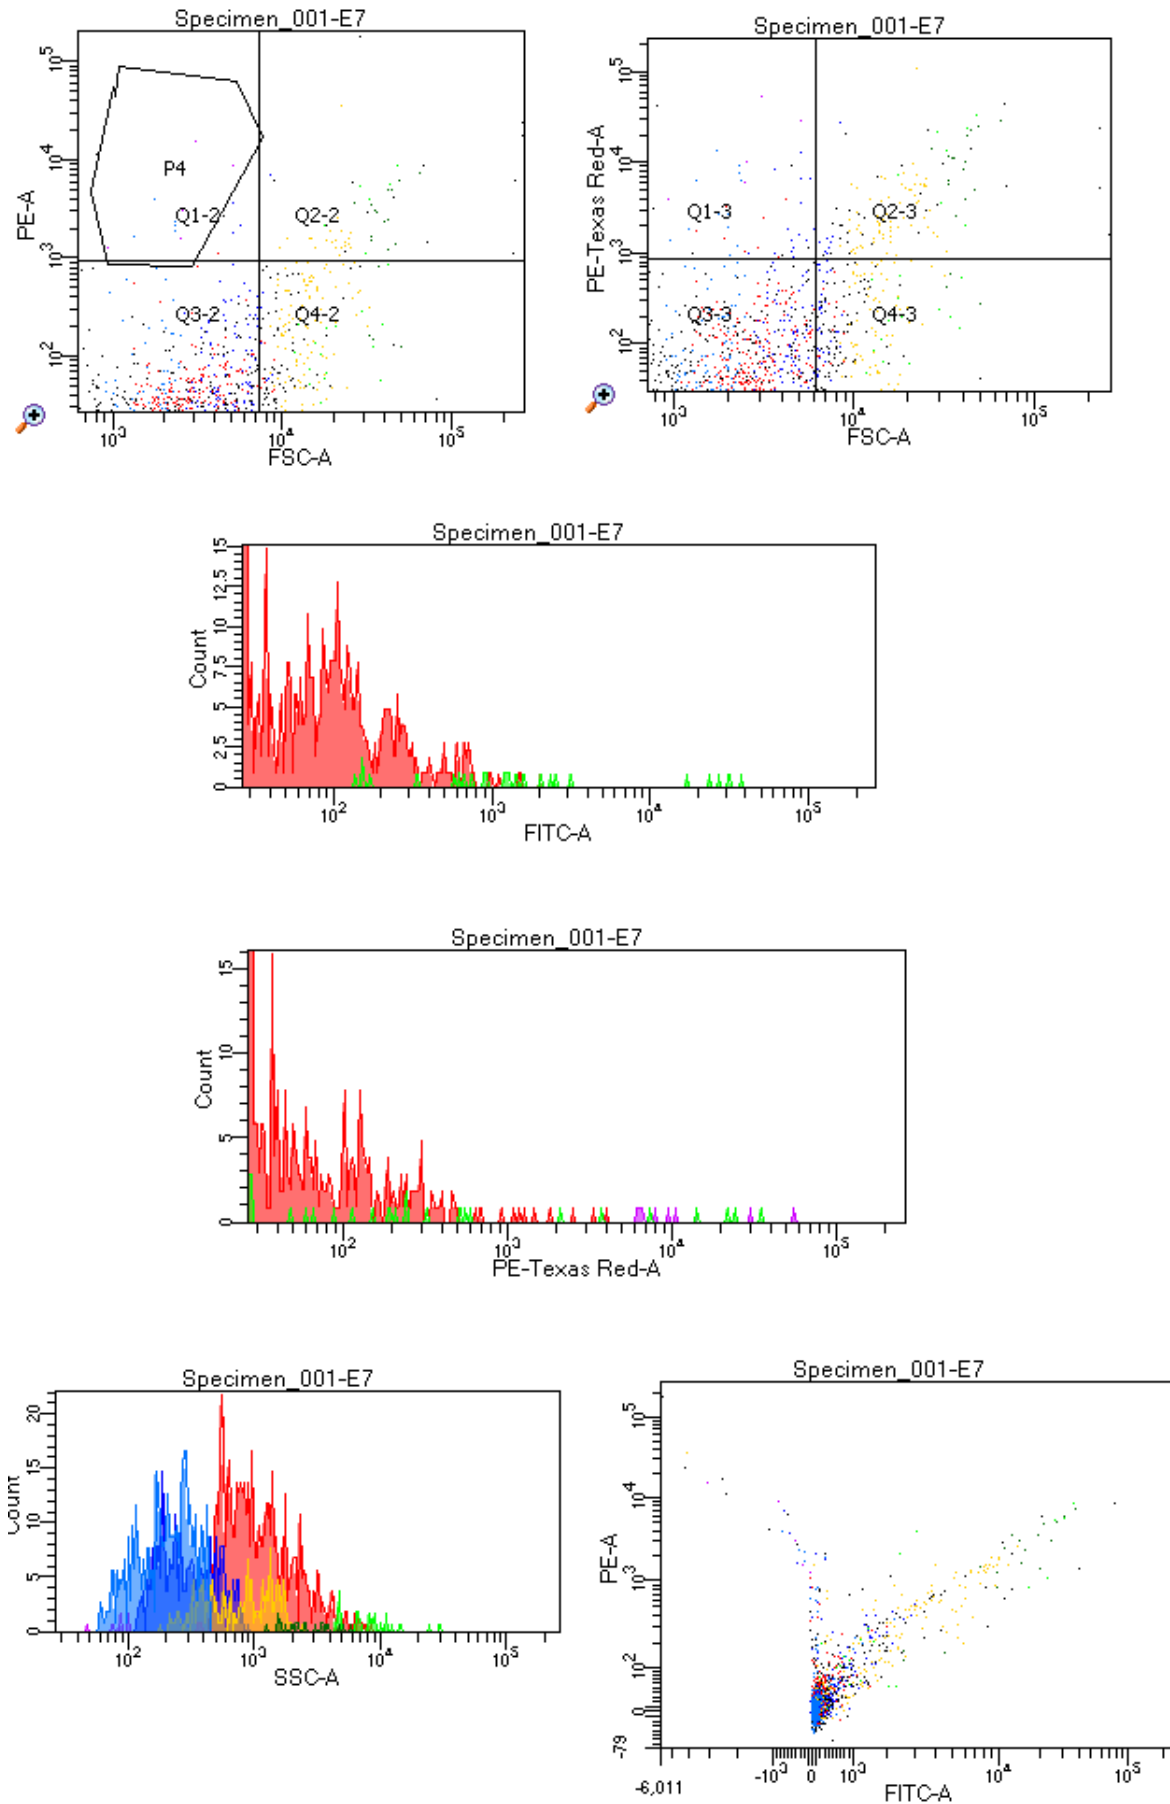 Specimen_001-E7
PE-A
10^5
10^4
10^3
10^2
P4
Q1-2
Q2-2
Q3-2
Q4-2
10^3 10^4 10^5
FSC-A
Specimen_001-E7
PE-Texas Red-A
10^5
10^4
10^3
10^2
Q1-3
Q2-3
Q3-3
Q4-3
10^3 10^4 10^5
FSC-A
Specimen_001-E7
Count
15
12.5
10
7.5
5
2.5
0
10^2 10^3 10^4 10^5
FITC-A
Specimen_001-E7
Count
15
10
5
0
10^2 10^3 10^4 10^5
PE-Texas Red-A
Specimen_001-E7
Count
20
15
10
5
0
10^2 10^3 10^4 10^5
SSC-A
Specimen_001-E7
PE-A
10^5
10^4
10^3
10^2
0
-79
-6,011 -10^3 0 10^3 10^4 10^5
FITC-A